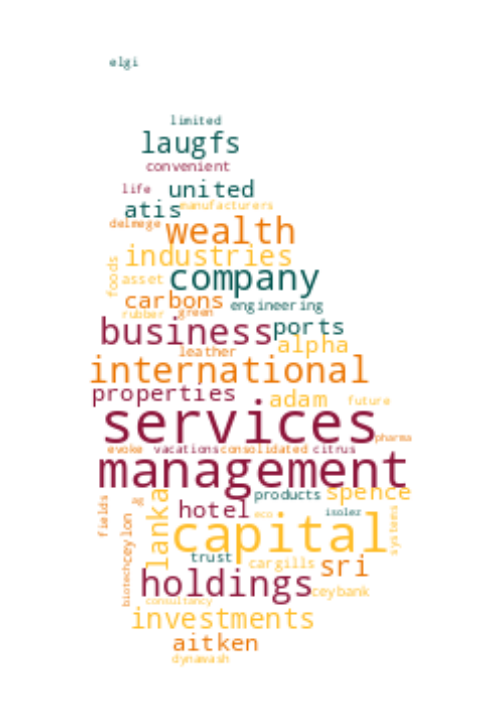 elgi
limited
laugfs
convenient
life united
atis manufacturers
delmege wealth
industries
foods asset company
carbons engineering
rubber green
business ports
leather alpha
international
properties adam future
services
pharma
evoke vacations consolidated citrus
management
products spence
fields & lanka hotel eco isolez systems
capital
ceylon
trust cargills sri
biotech holdings ceybank
consultancy
investments
aitken
dynawash